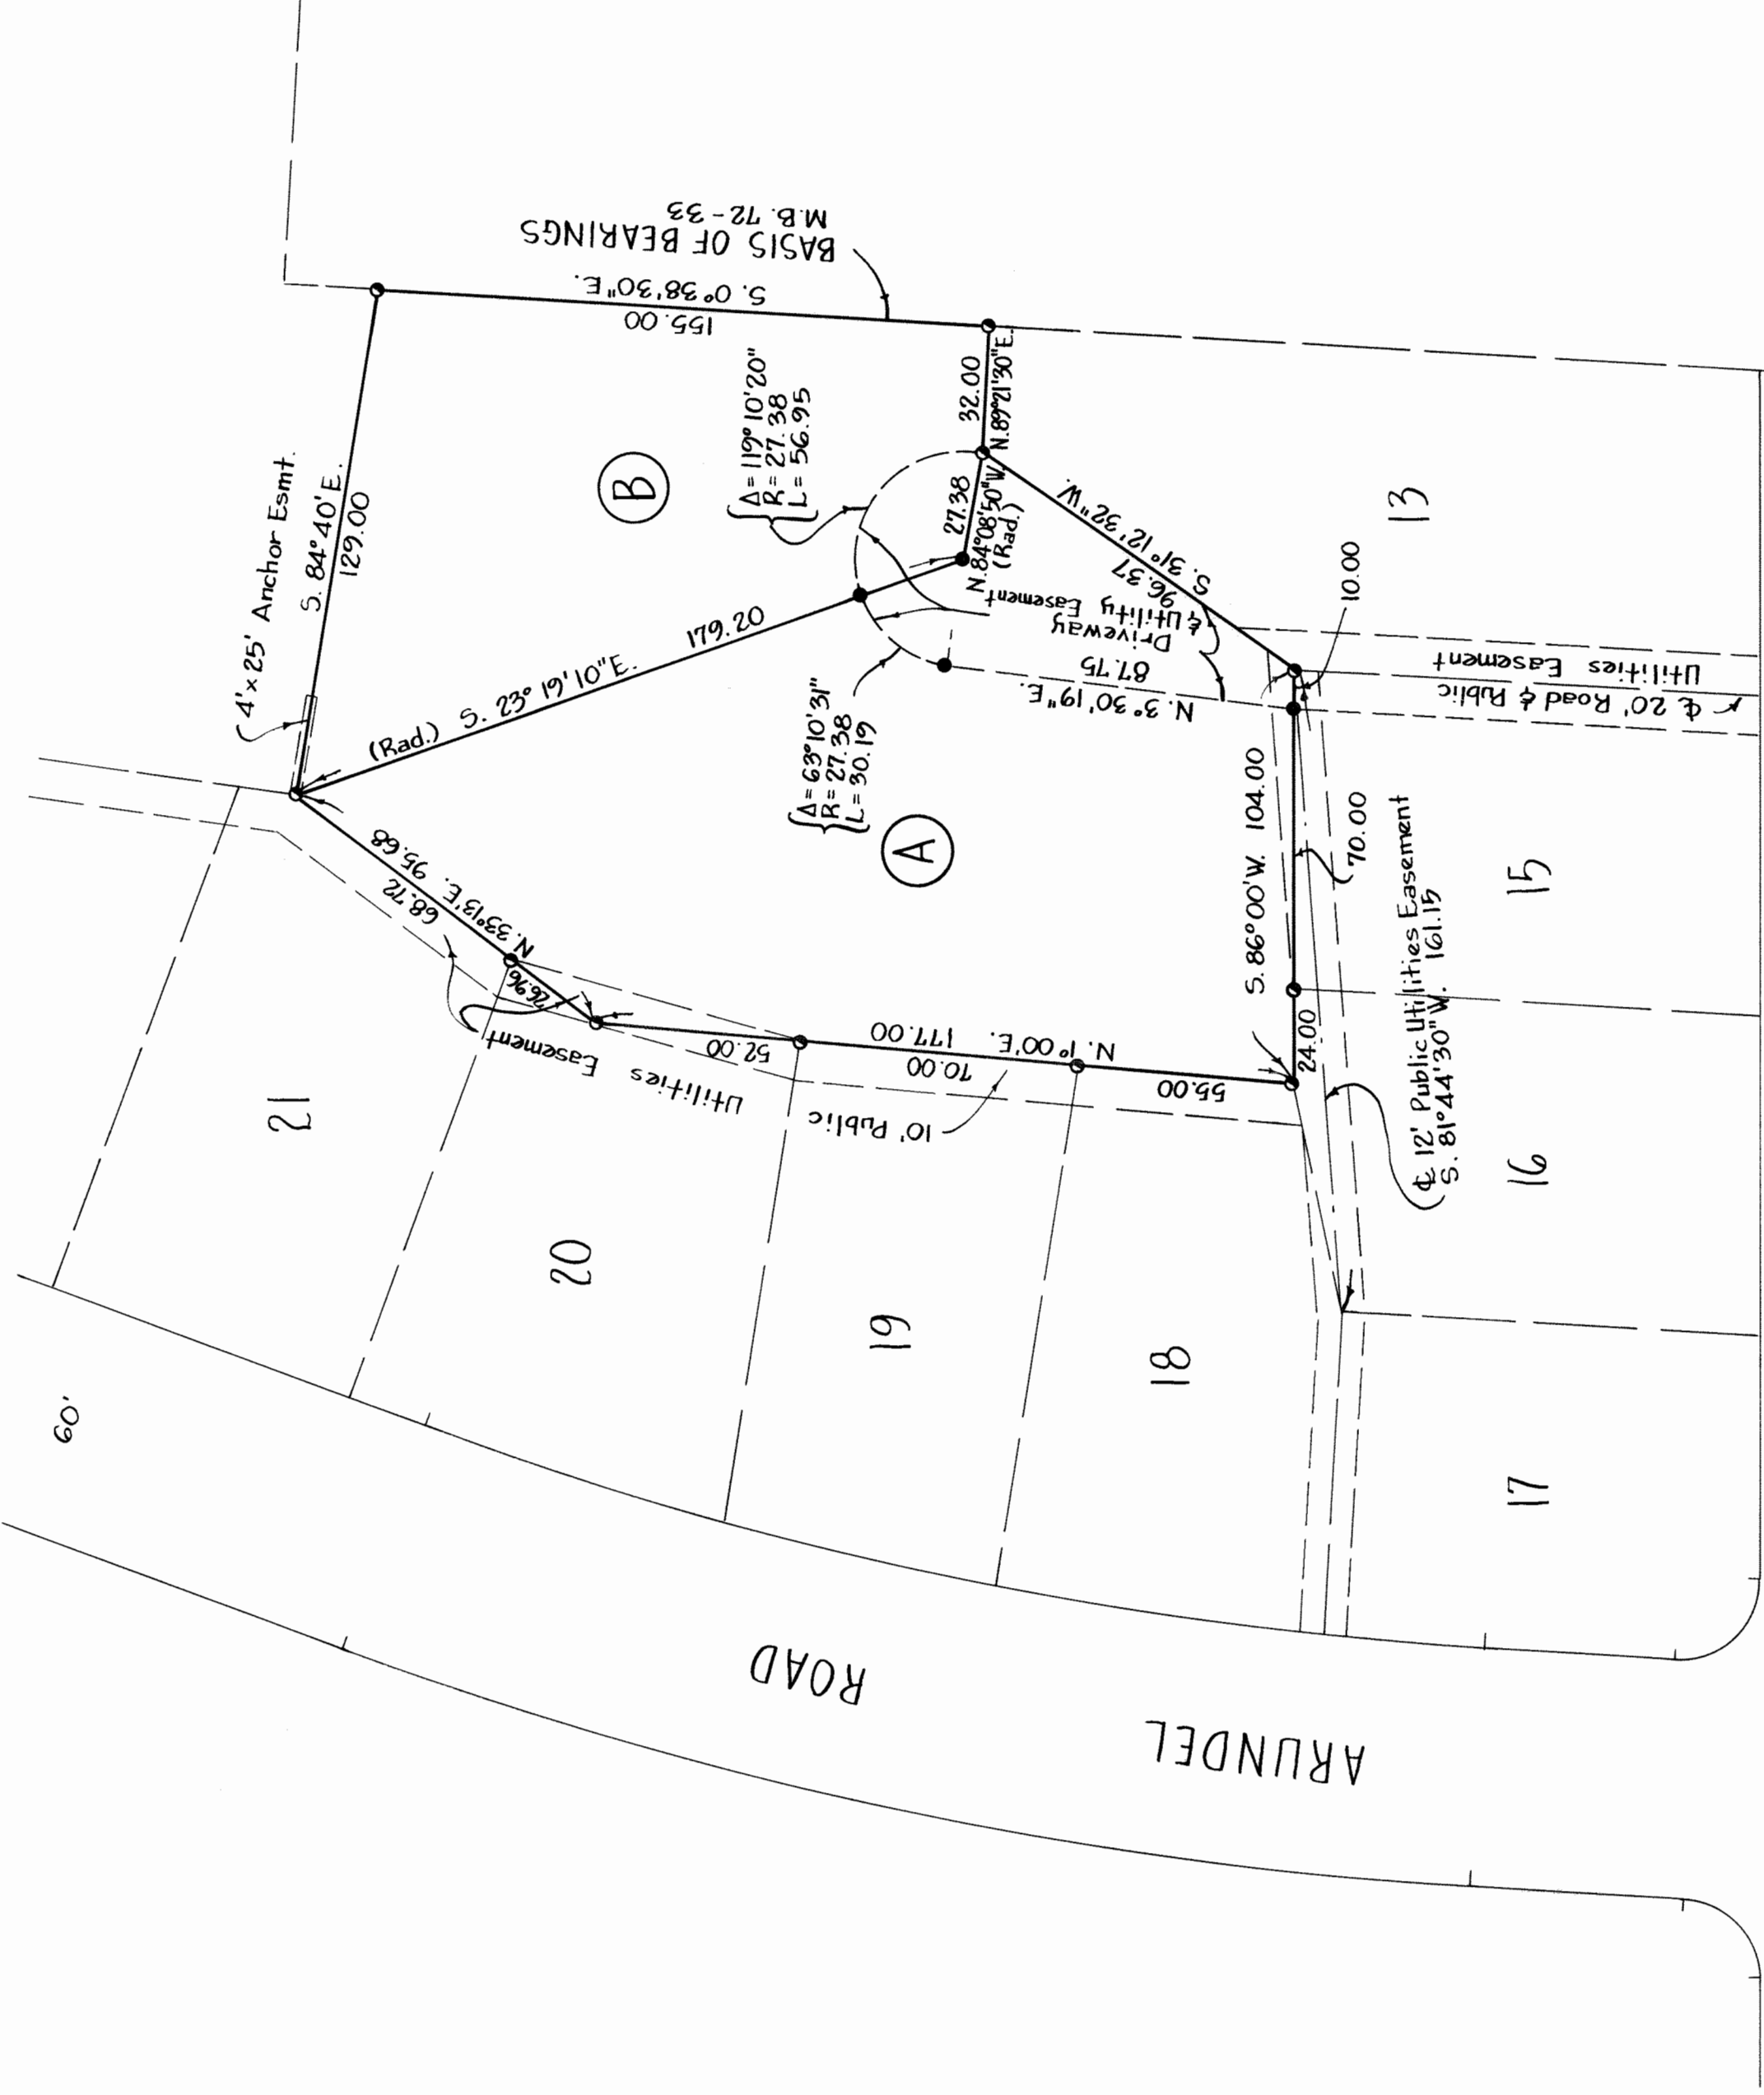 BASIS OF BEARINGS
M.B. 72-33
S. 0° 38' 30" E.
155.00
4' x 25' Anchor Esmt.
S. 84° 40' E.
129.00
B
Δ = 119° 10' 20"
R = 27.38
L = 56.95
32.00
N. 89° 21' 30" E.
27.38
N. 84° 08' 50" W.
(Rad.)
S. 31° 12' 32" W.
96.37
13
(Rad.) S. 23° 19' 10" E. 179.20
Driveway
& Utility Easement
87.75
N. 3° 30' 19" E.
10.00
Utilities Easement
℄ 20' Road & Public
Δ = 63° 10' 31"
R = 27.38
L = 30.19
A
N. 33° 13' E. 95.68
68.72
26.96
S. 86° 00' W. 104.00
70.00
15
Utilities Easement
10' Public
52.00
N. 1° 00' E. 177.00
70.00
55.00
24.00
℄ 12' Public Utilities Easement
S. 81° 44' 30" W. 161.15
21
20
19
18
16
17
60'
ARUNDEL
ROAD